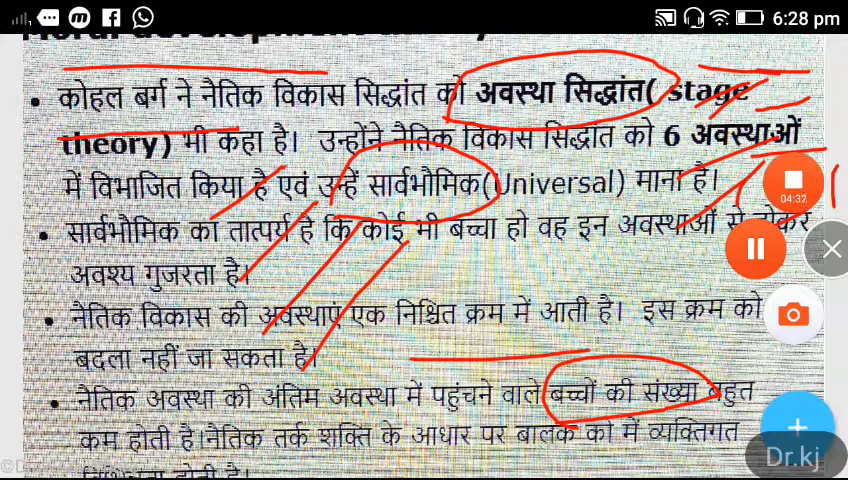 6:28 pm
कोहल बर्ग ने नैतिक विकास सिद्धांत को अवस्था सिद्धांत( stage
theory) भी कहा है। उन्होंने नैतिक विकास सिद्धांत को 6 अवस्थाओं
में विभाजित किया है एवं उन्हें सार्वभौमिक(Universal) माना है।
04:32
सार्वभौमिक का तात्पर्य है कि कोई भी बच्चा हो वह इन अवस्थाओं से होकर
अवश्य गुजरता है।
नैतिक विकास की अवस्थाएं एक निश्चित क्रम में आती है। इस क्रम को
बदला नहीं जा सकता है।
नैतिक अवस्था की अंतिम अवस्था में पहुंचने वाले बच्चों की संख्या बहुत
कम होती है।नैतिक तर्क शक्ति के आधार पर बालक को में व्यक्तिगत
Dr.kj